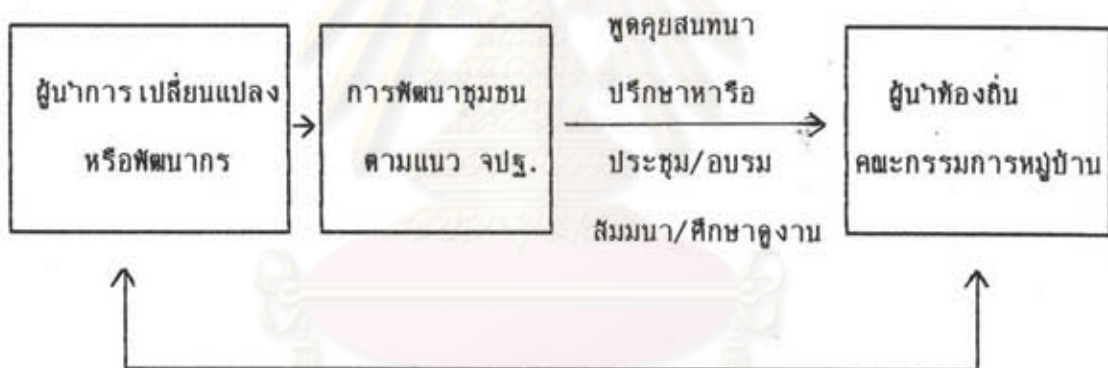 ผู้นำการเปลี่ยนแปลง
หรือพัฒนากร
การพัฒนาชุมชน
ตามแนว จปฐ.
พูดคุยสนทนา
ปรึกษาหารือ
ประชุม/อบรม
สัมมนา/ศึกษาดูงาน
ผู้นำท้องถิ่น
คณะกรรมการหมู่บ้าน